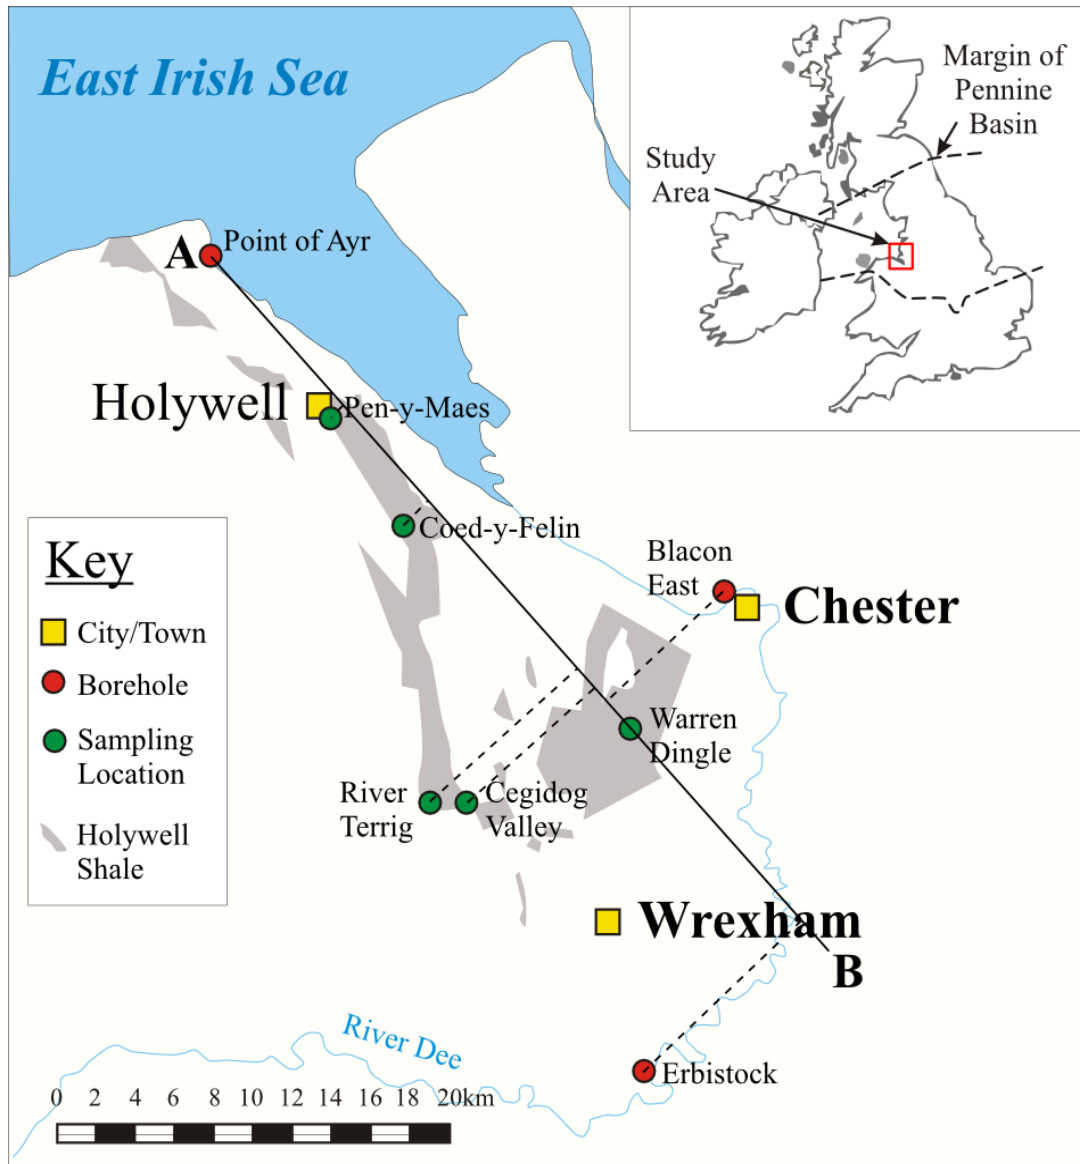 East Irish Sea
Margin of
Pennine
Basin
Study
Area
A
Point of Ayr
Holywell
Pen-y-Maes
Coed-y-Felin
Key
City/Town
Borehole
Sampling
Location
Holywell
Shale
Blacon
East
Chester
Warren
Dingle
River
Terrig
Cegidog
Valley
Wrexham
B
River Dee
Erbistock
0 2 4 6 8 10 12 14 16 18 20km